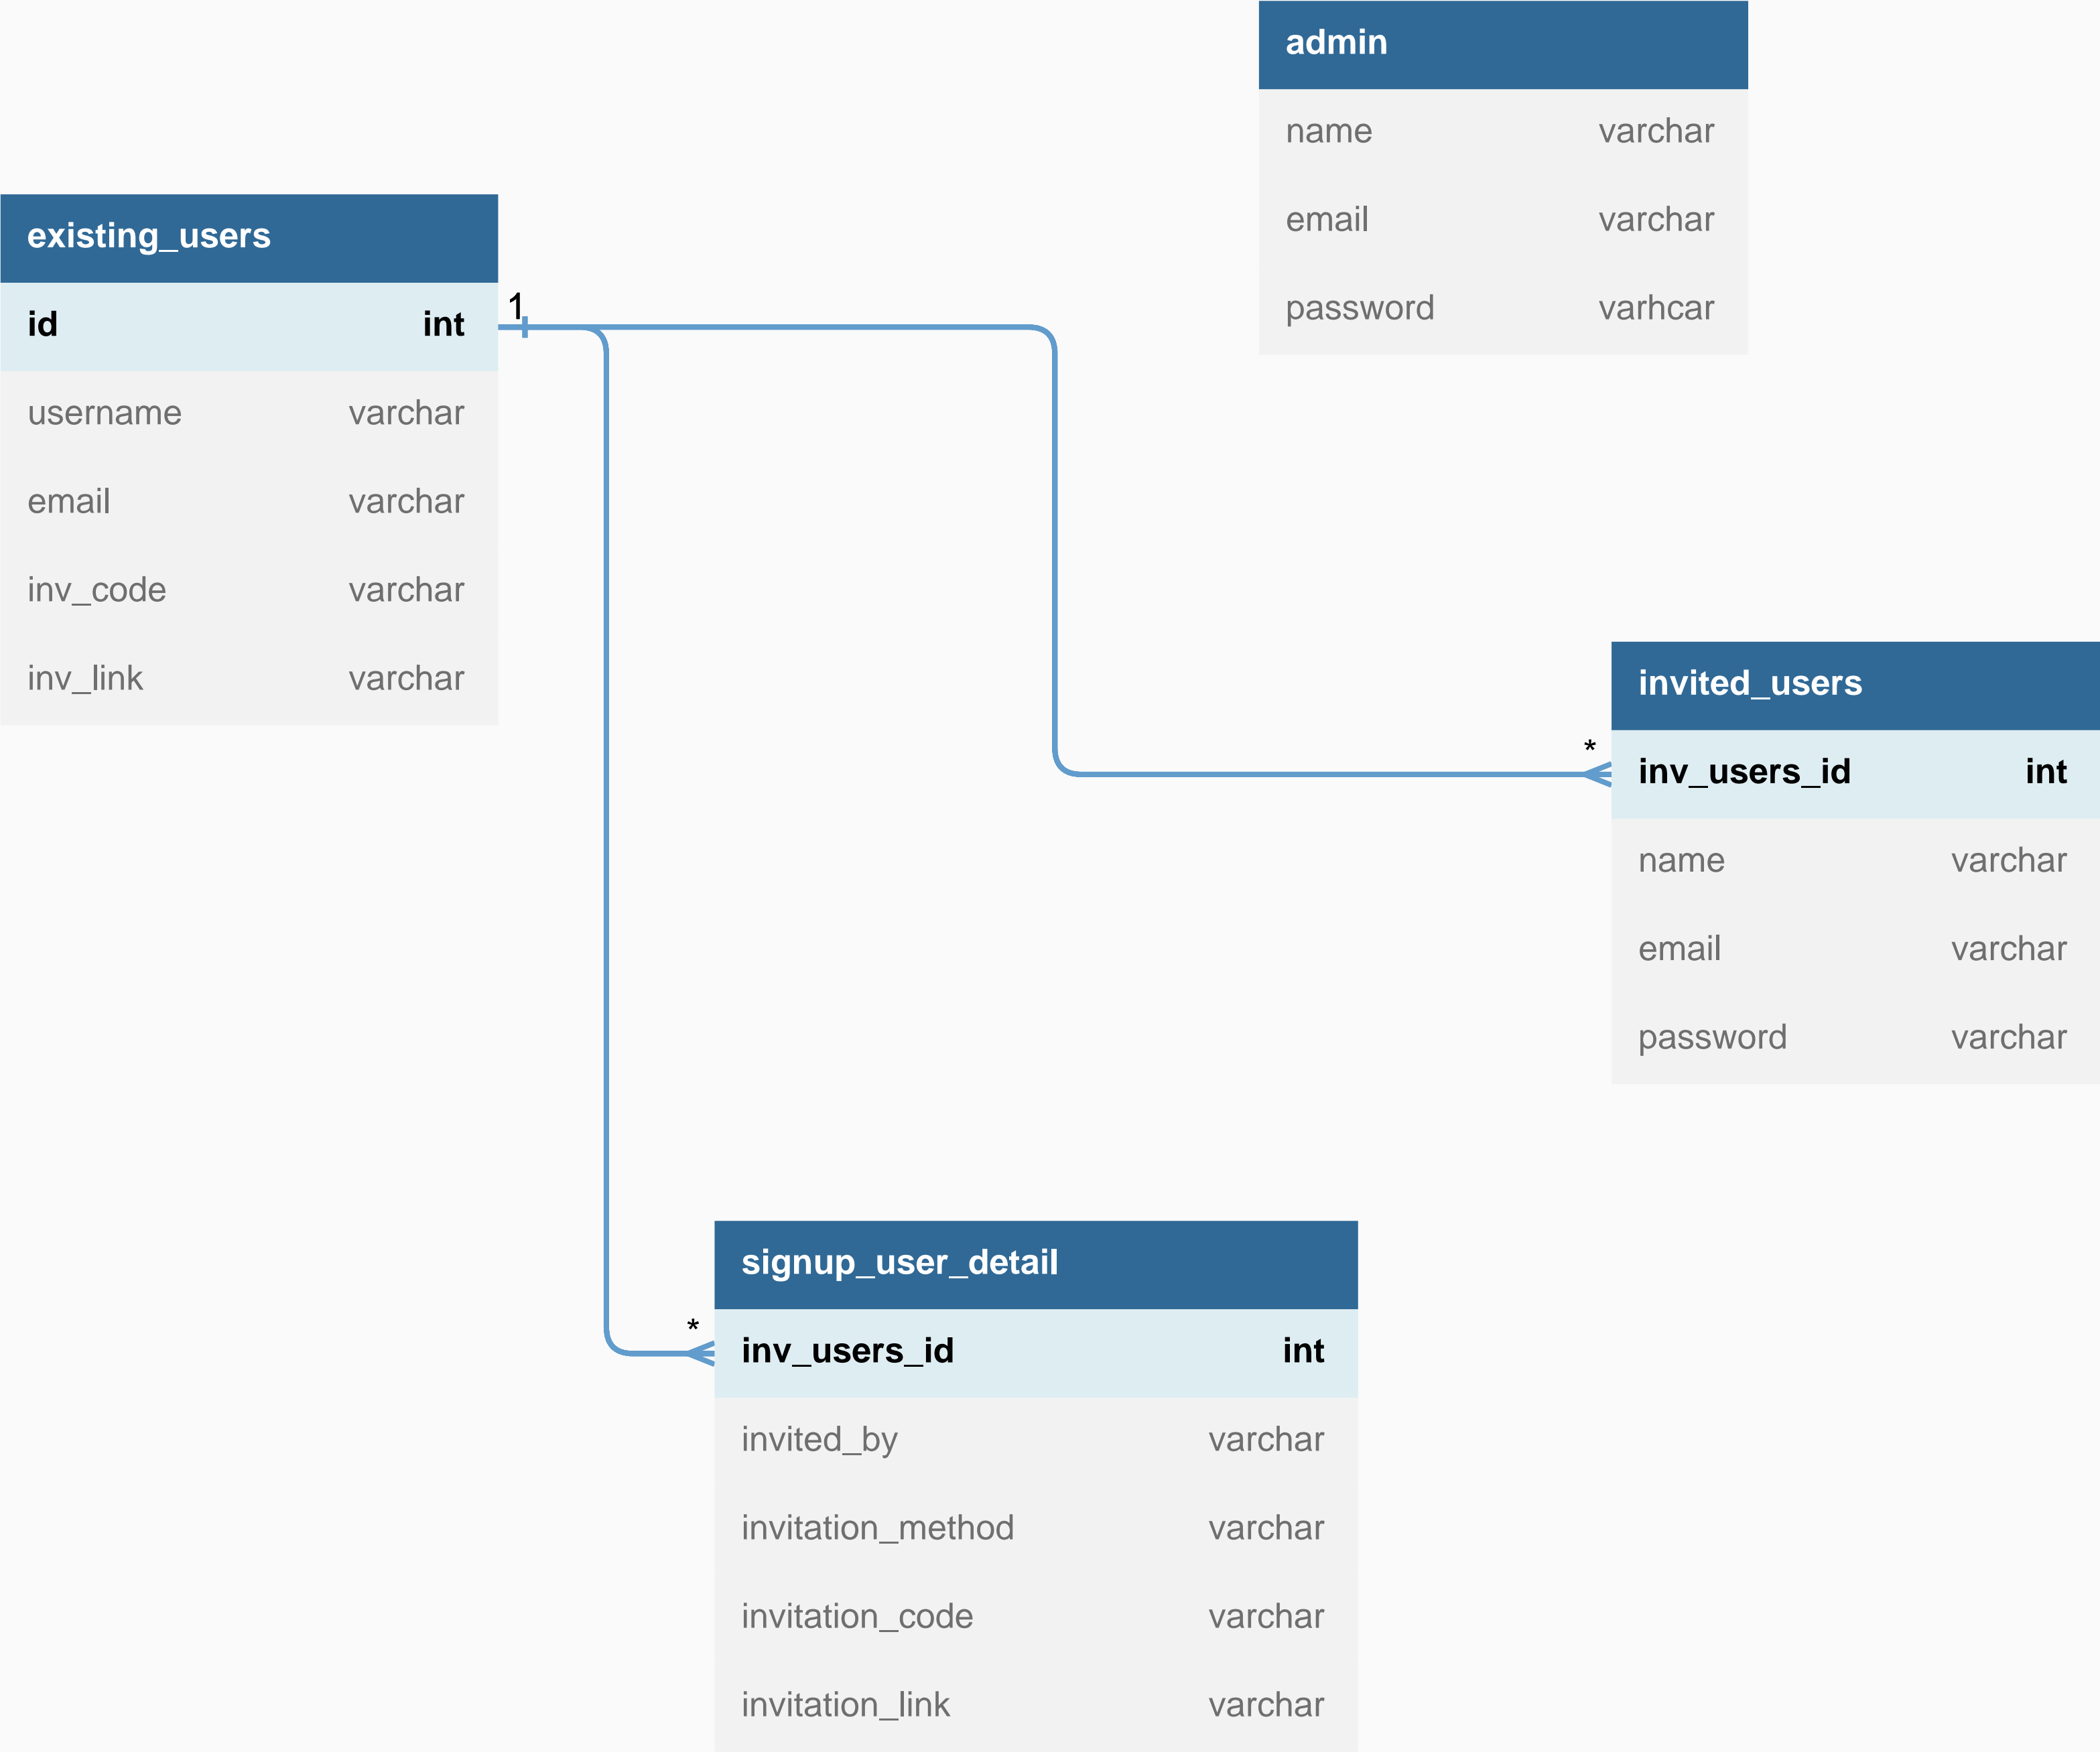 admin
name varchar
email varchar
password varhcar
existing_users
id int
username varchar
email varchar
inv_code varchar
inv_link varchar
1
*
invited_users
inv_users_id int
name varchar
email varchar
password varchar
*
signup_user_detail
inv_users_id int
invited_by varchar
invitation_method varchar
invitation_code varchar
invitation_link varchar